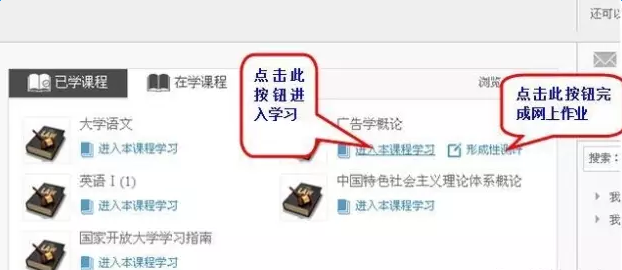 还可以
已学课程
在学课程
浏览
点击此
按钮进
入学习
点击此按钮完
成网上作业
大学语文
进入本课程学习
广告学概论
进入本课程学习
形成性测评
搜索：
英语 I (1)
进入本课程学习
中国特色社会主义理论体系概论
进入本课程学习
我
我
国家开放大学学习指南
进入本课程学习
LAW
LAW
LAW
LAW